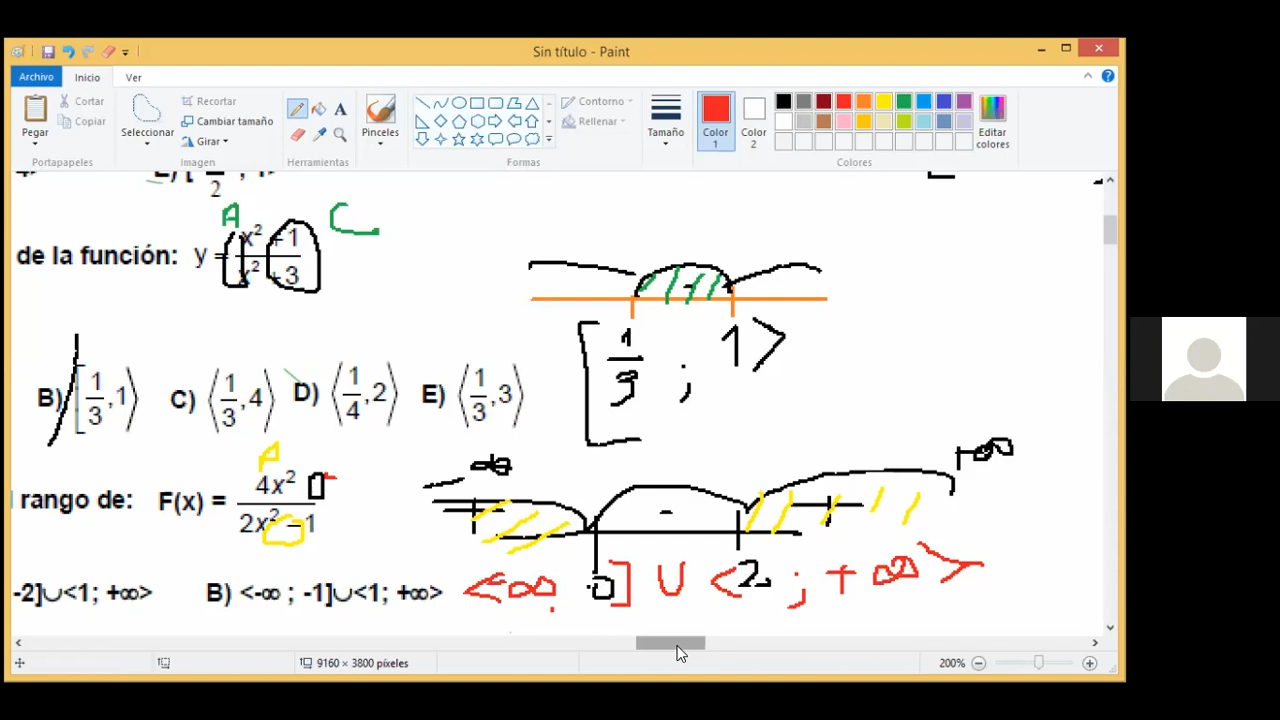 Sin título - Paint
Archivo Inicio Ver
Pegar
Cortar
Copiar
Portapapeles
Seleccionar
Recortar
Cambiar tamaño
Girar
Imagen
A
Herramientas
Pinceles
Contorno
Rellenar
Formas
Tamaño
Color 1
Color 2
Editar colores
Colores
2
A C
de la función: y = x² +1 / x² +3
[1/3 ; 1>
B) [1/3, 1⟩ C) ⟨1/3, 4⟩ D) ⟨1/4, 2⟩ E) ⟨1/3, 3⟩
A
rango de: F(x) = 4x² 0 / 2x² −1
+ - +
+∞
-2]∪<1; +∞> B) <-∞ ; -1]∪<1; +∞> <∞ . 0] U <2 ; +∞>
9160 × 3800 píxeles 200%